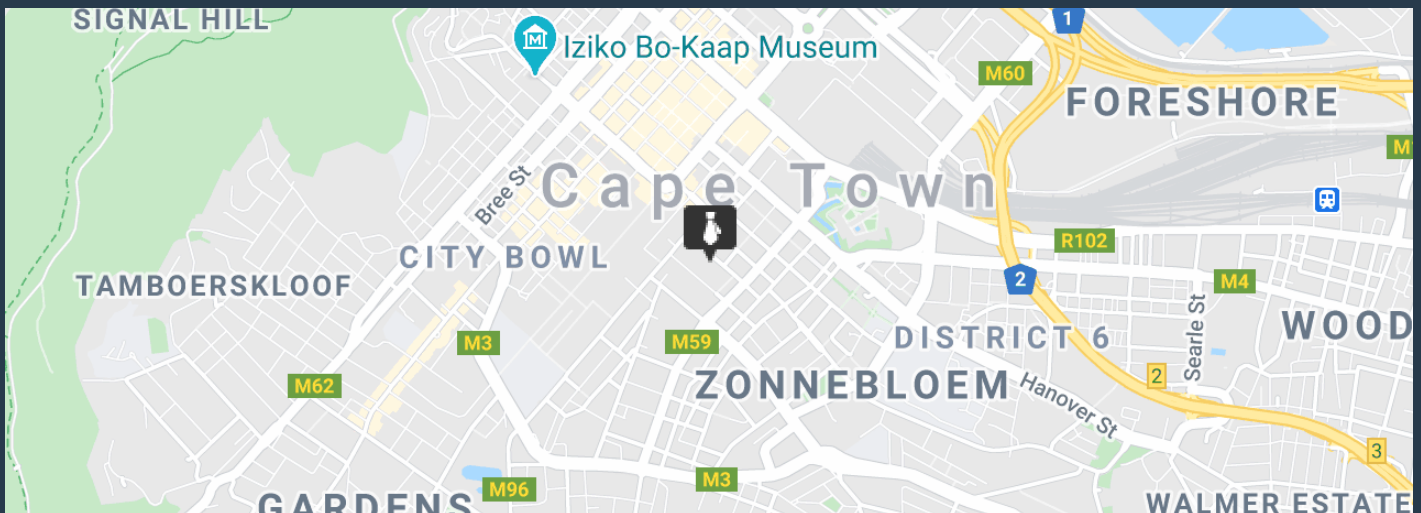 SIGNAL HILL
1
Iziko Bo-Kaap Museum
M60
FORESHORE
M
Bree St
Cape Town
R102
CITY BOWL
TAMBOERSKLOOF
2
M4
Searle St
M3
M59
DISTRICT 6
WOOD
M62
ZONNEBLOEM
2
Hanover St
3
M3
M96
GARDENS
WALMER ESTATE